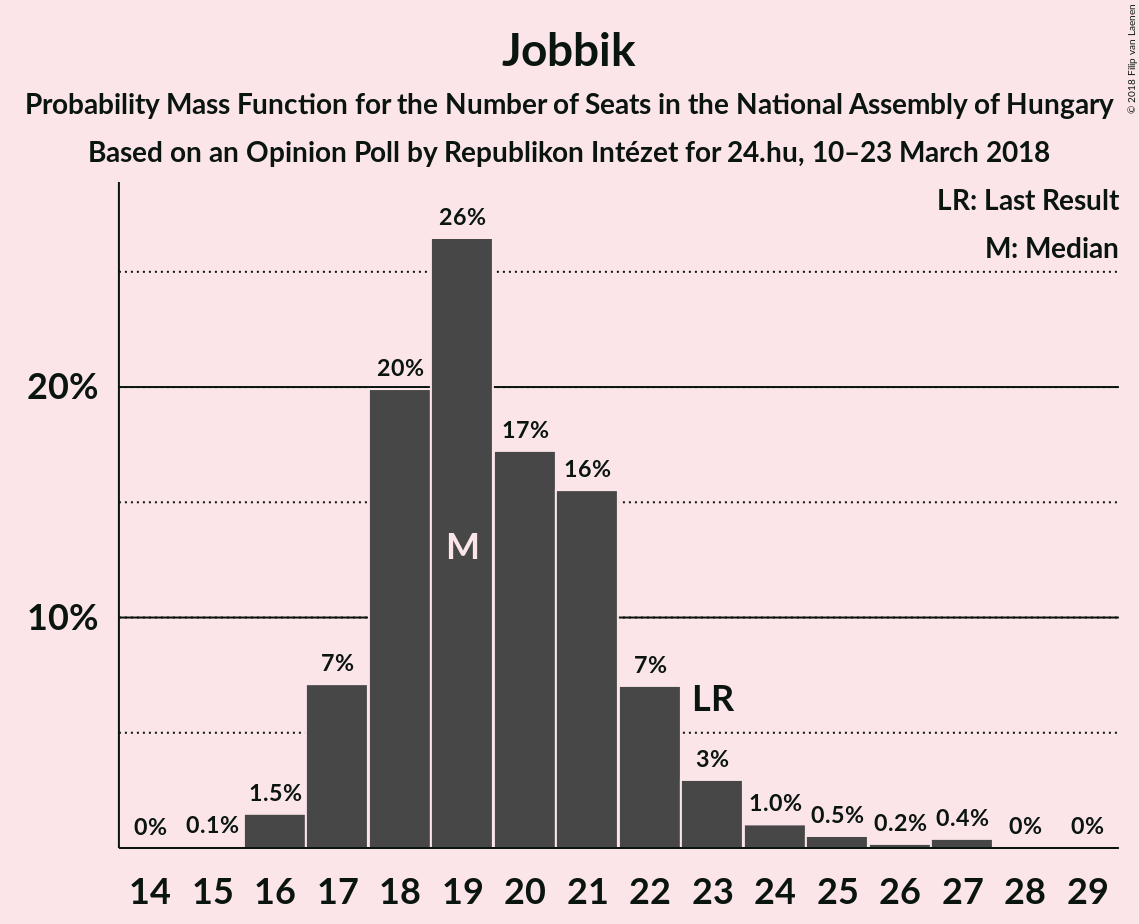 © 2018 Filip van Laenen
Jobbik
Probability Mass Function for the Number of Seats in the National Assembly of Hungary
Based on an Opinion Poll by Republikon Intézet for 24.hu, 10–23 March 2018
LR: Last Result
M: Median
20%
10%
0% 0.1% 1.5% 7% 20% 26% 17% 16% 7% 3% 1.0% 0.5% 0.2% 0.4% 0% 0%
M
LR
14 15 16 17 18 19 20 21 22 23 24 25 26 27 28 29